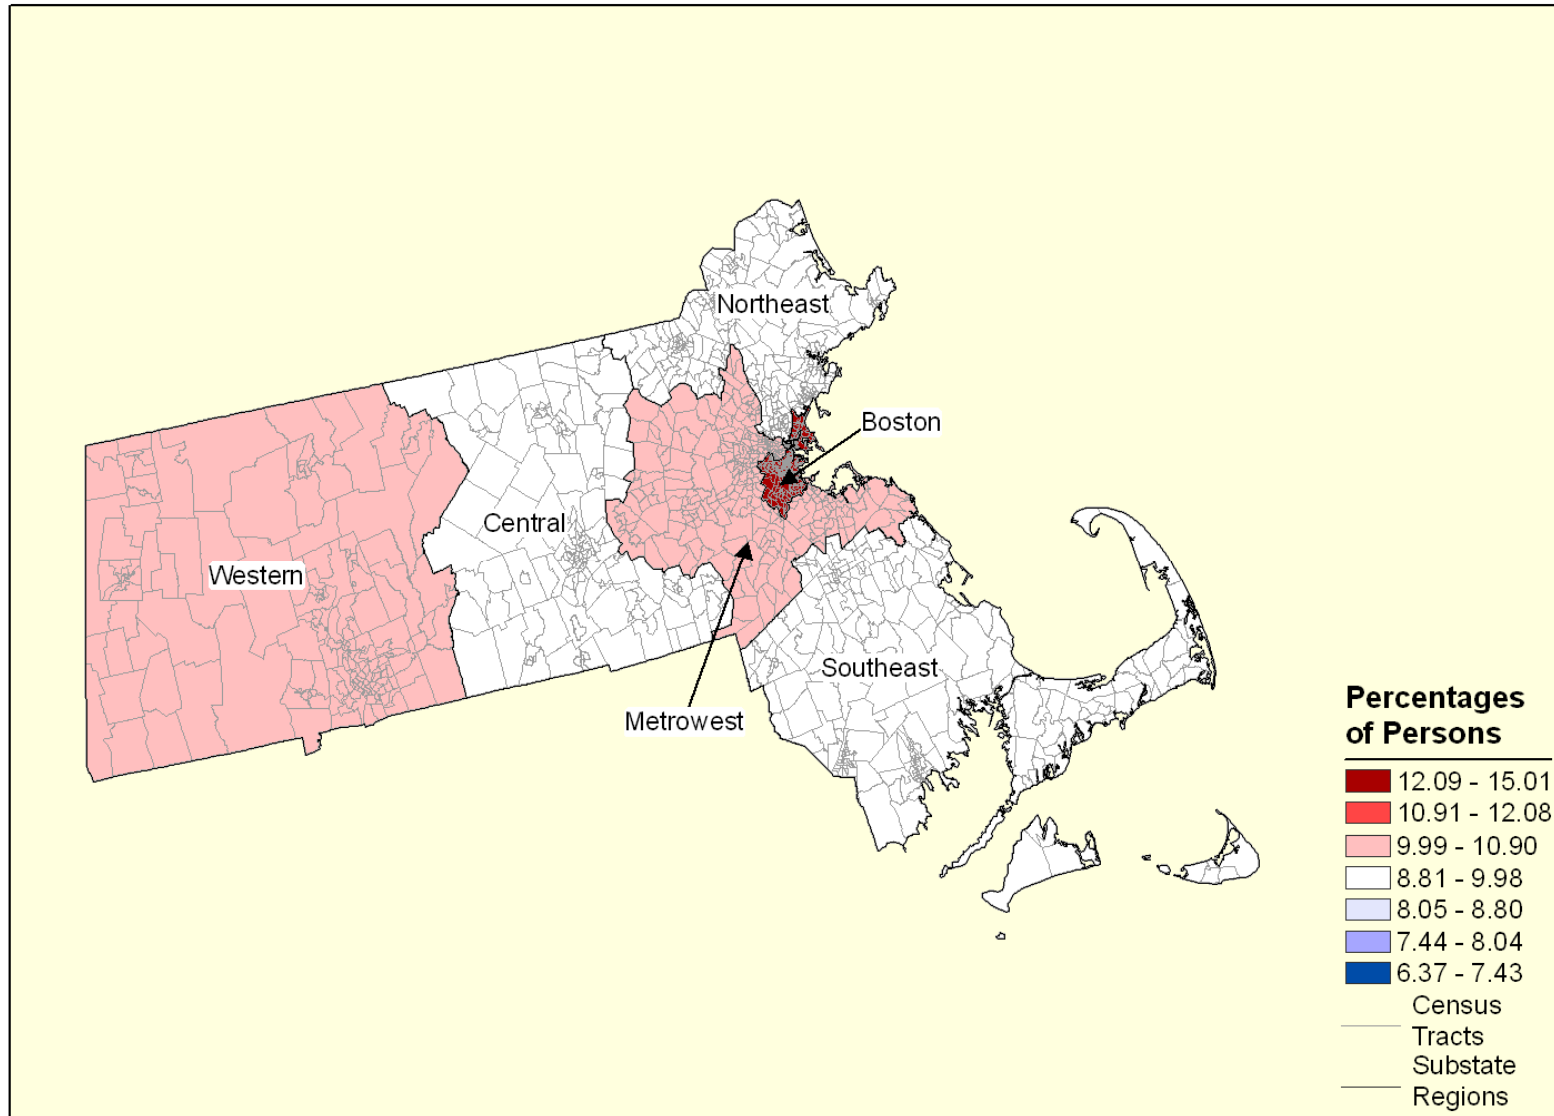 Northeast
Boston
Central
Western
Southeast
Metrowest
Percentages
of Persons
12.09 - 15.01
10.91 - 12.08
9.99 - 10.90
8.81 - 9.98
8.05 - 8.80
7.44 - 8.04
6.37 - 7.43
Census
Tracts
Substate
Regions